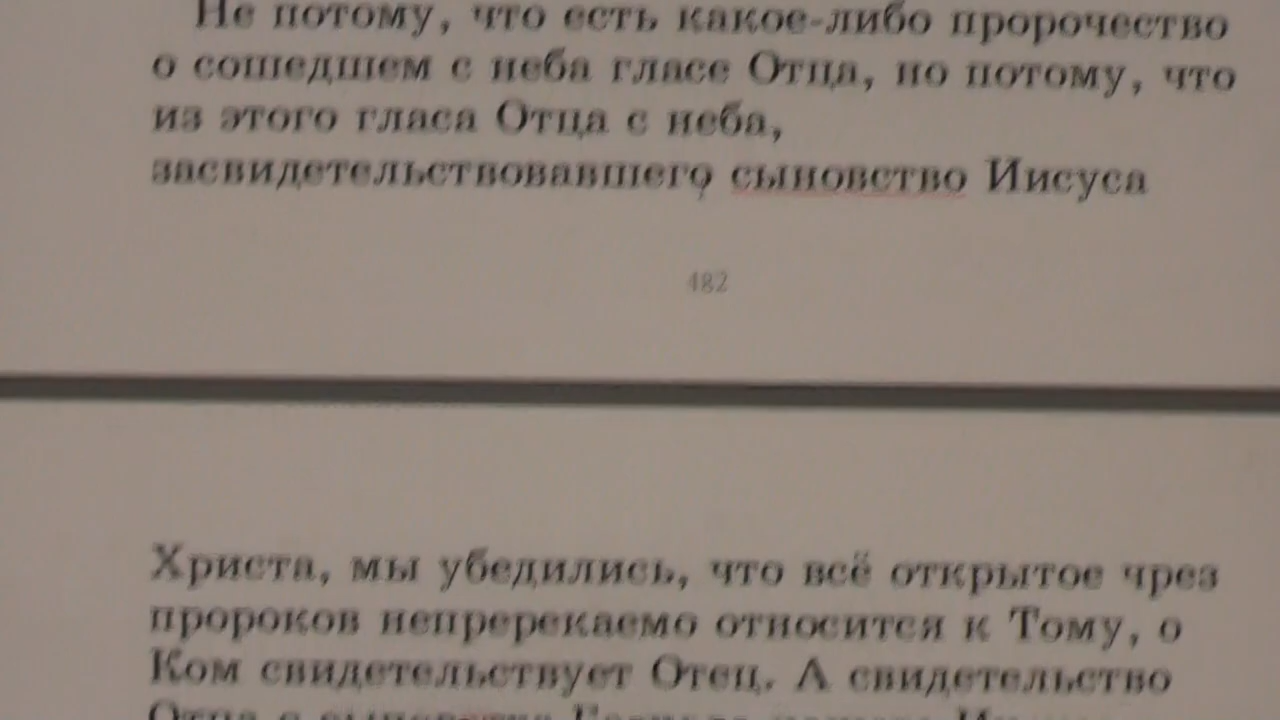 Не потому, что есть какое-либо пророчество
о сошедшем с неба гласе Отца, но потому, что
из этого гласа Отца с неба,
засвидетельствовавшего сыновство Иисуса
482
Христа, мы убедились, что всё открытое чрез
пророков непререкаемо относится к Тому, о
Ком свидетельствует Отец. А свидетельство
Отца о